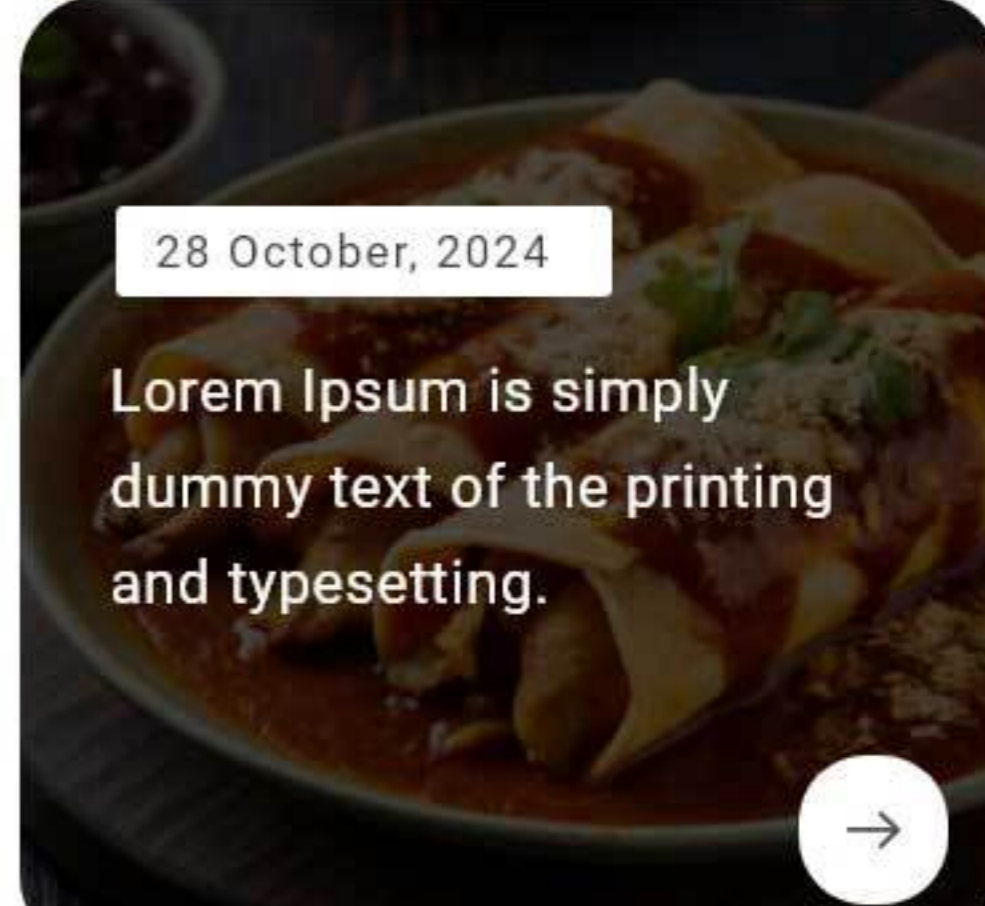 28 October, 2024
Lorem Ipsum is simply
dummy text of the printing
and typesetting.